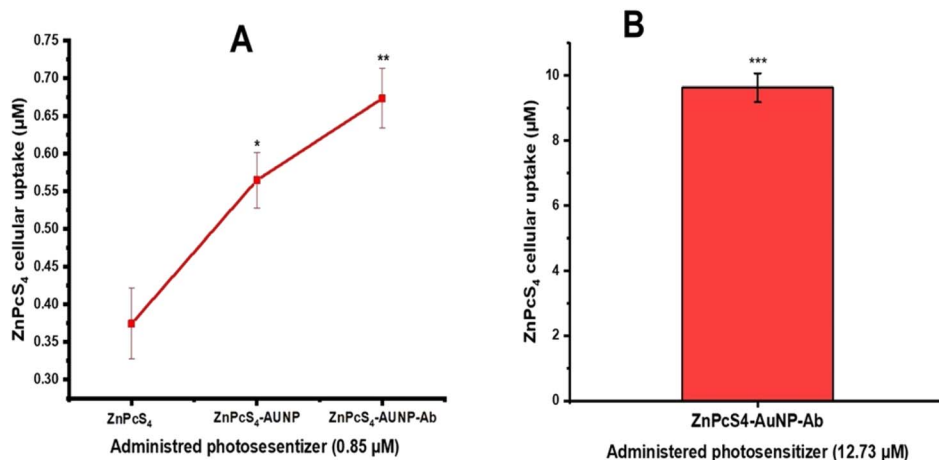 A
ZnPcS₄ cellular uptake (µM)
0.75
0.70
0.65
0.60
0.55
0.50
0.45
0.40
0.35
0.30
*
**
ZnPcS₄
ZnPcS₄-AUNP
ZnPcS₄-AUNP-Ab
Administred photosesentizer (0.85 µM)
B
ZnPcS₄ cellular uptake (µM)
10
8
6
4
2
0
***
ZnPcS4-AuNP-Ab
Administered photosensitizer (12.73 µM)